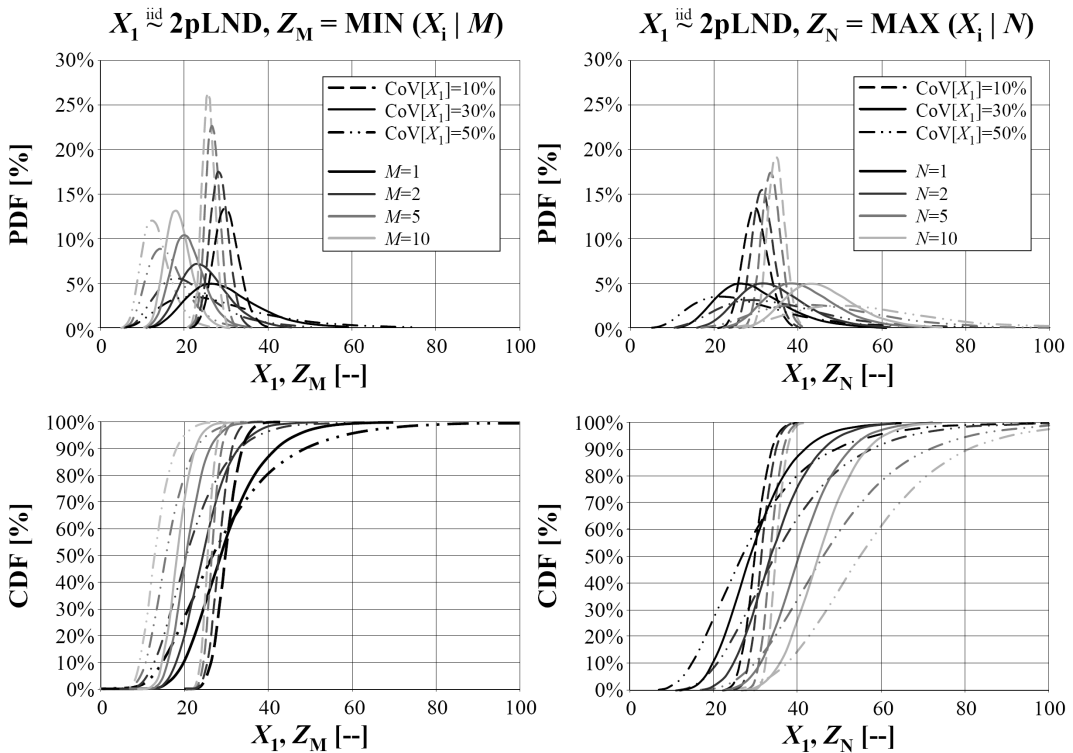 X1 iid ≈ 2pLND, ZM = MIN (Xi | M)
30%
25%
20%
15%
10%
5%
0%
PDF [%]
CoV[X1]=10%
CoV[X1]=30%
CoV[X1]=50%
M=1
M=2
M=5
M=10
0 20 40 60 80 100
X1, ZM [--]
X1 iid ≈ 2pLND, ZN = MAX (Xi | N)
30%
25%
20%
15%
10%
5%
0%
PDF [%]
CoV[X1]=10%
CoV[X1]=30%
CoV[X1]=50%
N=1
N=2
N=5
N=10
0 20 40 60 80 100
X1, ZN [--]
100%
90%
80%
70%
60%
50%
40%
30%
20%
10%
0%
CDF [%]
0 20 40 60 80 100
X1, ZM [--]
100%
90%
80%
70%
60%
50%
40%
30%
20%
10%
0%
CDF [%]
0 20 40 60 80 100
X1, ZN [--]